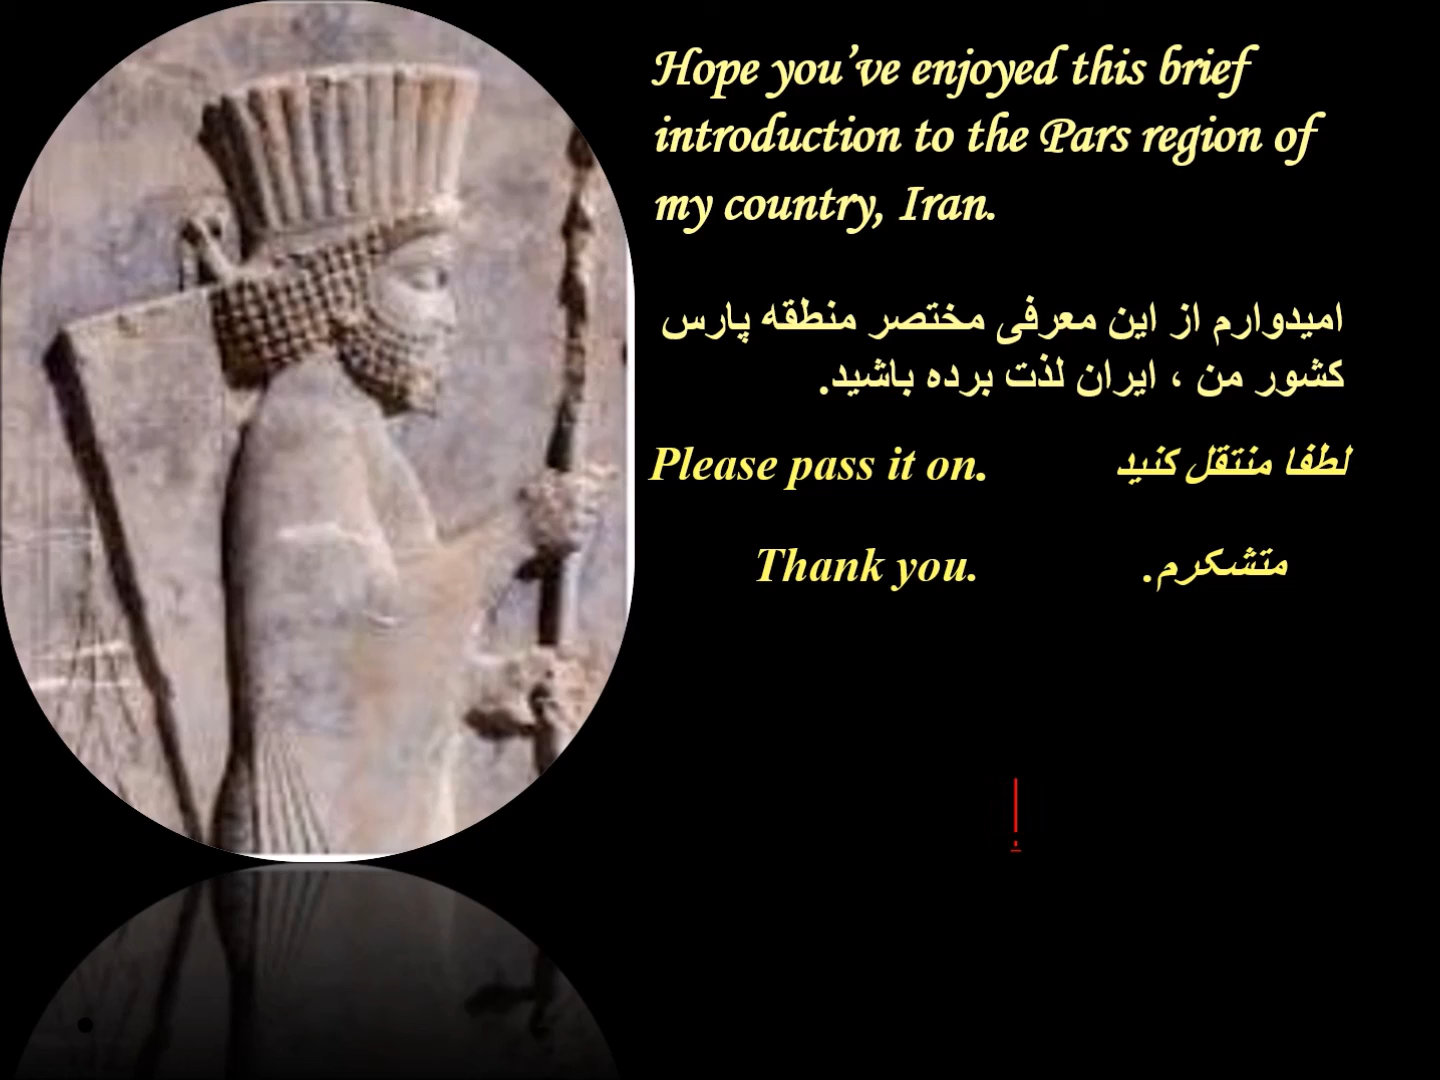 Hope you’ve enjoyed this brief
introduction to the Pars region of
my country, Iran.
امیدوارم از این معرفی مختصر منطقه پارس
کشور من ، ایران لذت برده باشید.
Please pass it on.
لطفا منتقل کنید
Thank you.
متشکرم.